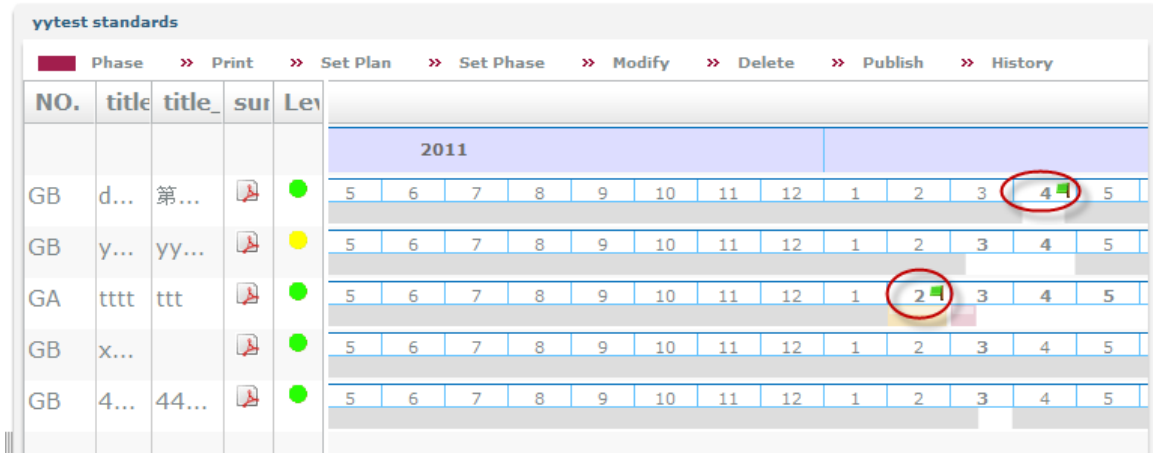 yytest standards
Phase » Print » Set Plan » Set Phase » Modify » Delete » Publish » History
NO. title title_ sur Lev
2011
GB d... 第... 5 6 7 8 9 10 11 12 1 2 3 4 5
GB y... yy... 5 6 7 8 9 10 11 12 1 2 3 4 5
GA tttt ttt 5 6 7 8 9 10 11 12 1 2 3 4 5
GB x... 5 6 7 8 9 10 11 12 1 2 3 4 5
GB 4... 44... 5 6 7 8 9 10 11 12 1 2 3 4 5